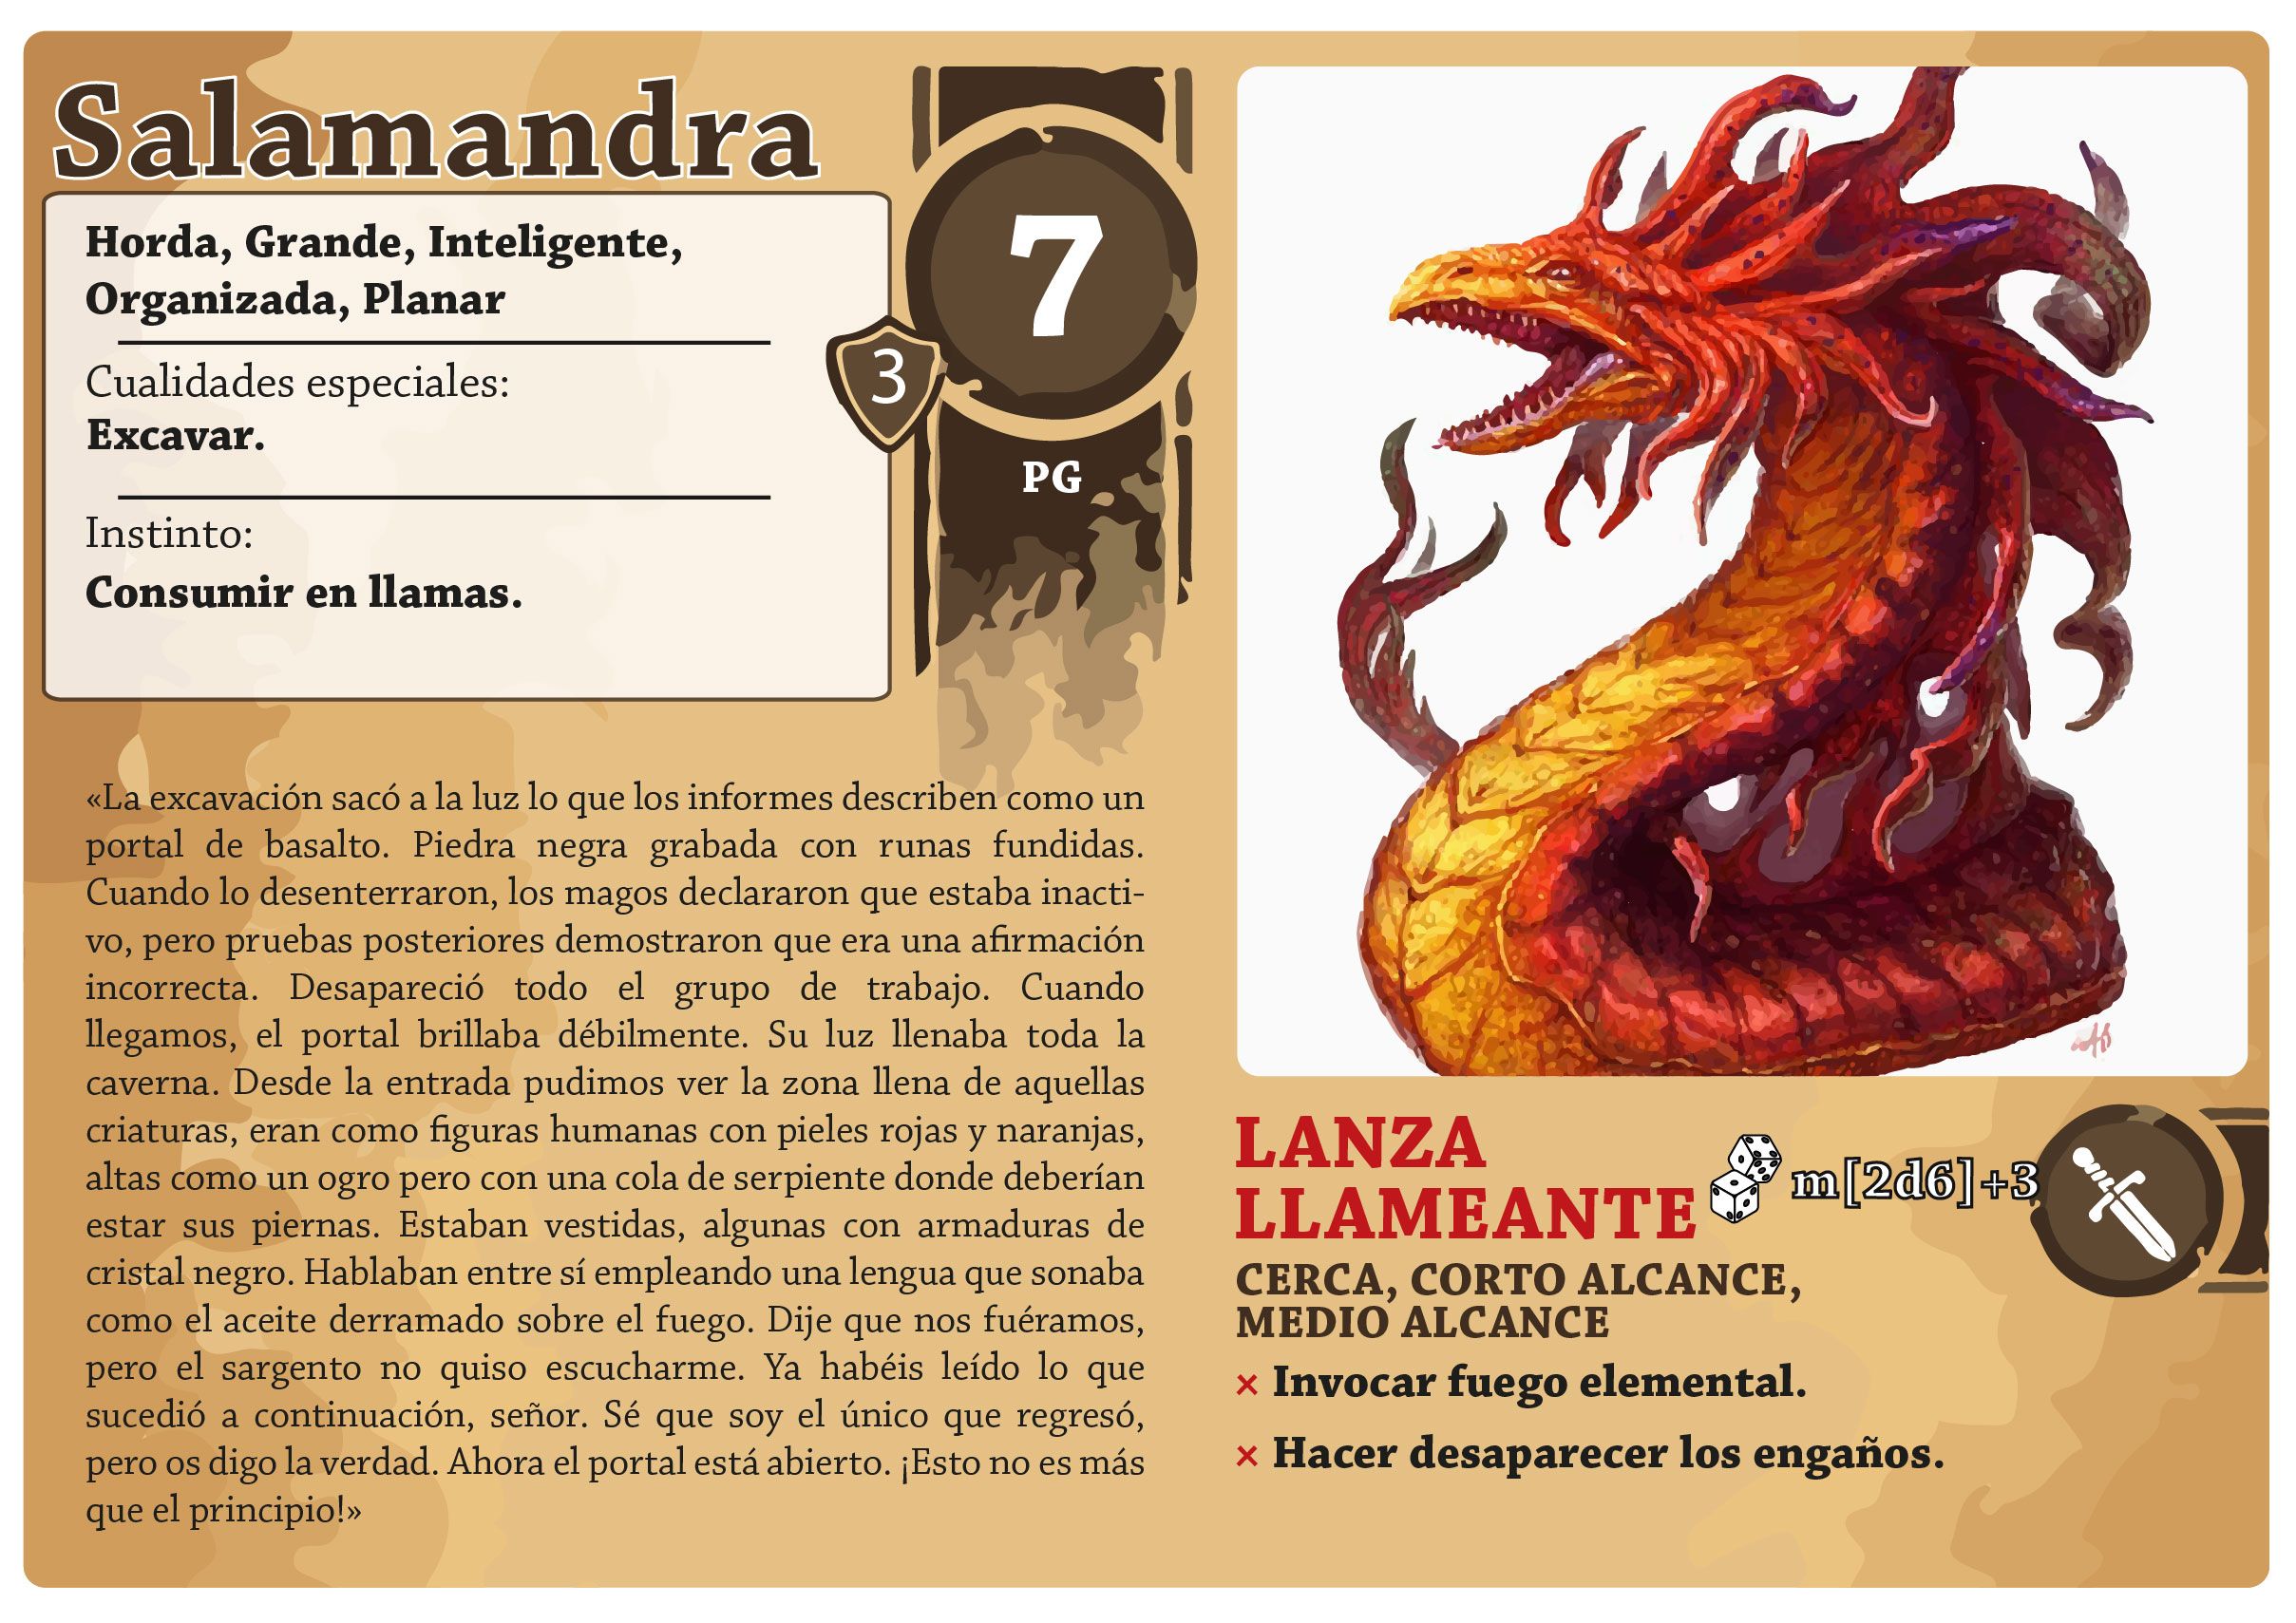 Salamandra
Horda, Grande, Inteligente,
Organizada, Planar
Cualidades especiales:
Excavar.
Instinto:
Consumir en llamas.
7
3
PG
«La excavación sacó a la luz lo que los informes describen como un
portal de basalto. Piedra negra grabada con runas fundidas.
Cuando lo desenterraron, los magos declararon que estaba inacti-
vo, pero pruebas posteriores demostraron que era una afirmación
incorrecta. Desapareció todo el grupo de trabajo. Cuando
llegamos, el portal brillaba débilmente. Su luz llenaba toda la
caverna. Desde la entrada pudimos ver la zona llena de aquellas
criaturas, eran como figuras humanas con pieles rojas y naranjas,
altas como un ogro pero con una cola de serpiente donde deberían
estar sus piernas. Estaban vestidas, algunas con armaduras de
cristal negro. Hablaban entre sí empleando una lengua que sonaba
como el aceite derramado sobre el fuego. Dije que nos fuéramos,
pero el sargento no quiso escucharme. Ya habéis leído lo que
sucedió a continuación, señor. Sé que soy el único que regresó,
pero os digo la verdad. Ahora el portal está abierto. ¡Esto no es más
que el principio!»
LANZA
LLAMEANTE
m[2d6]+3
CERCA, CORTO ALCANCE,
MEDIO ALCANCE
× Invocar fuego elemental.
× Hacer desaparecer los engaños.